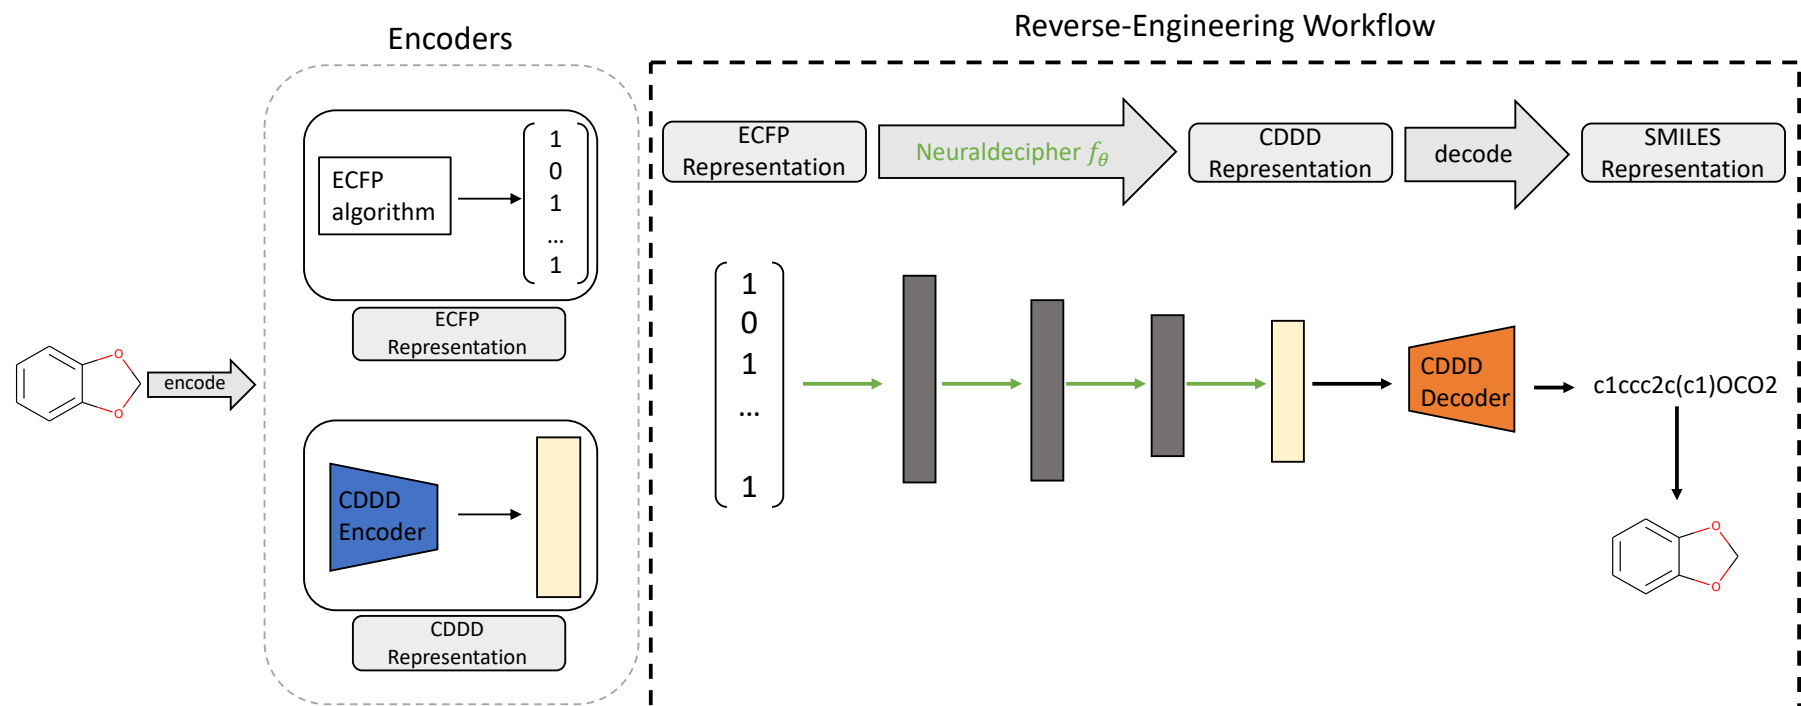 Encoders
ECFP
algorithm
1
0
1
...
1
ECFP
Representation
O
O
encode
CDDD
Encoder
CDDD
Representation
Reverse-Engineering Workflow
ECFP
Representation
Neuraldecipher fθ
CDDD
Representation
decode
SMILES
Representation
1
0
1
...
1
CDDD
Decoder
c1ccc2c(c1)OCO2
O
O